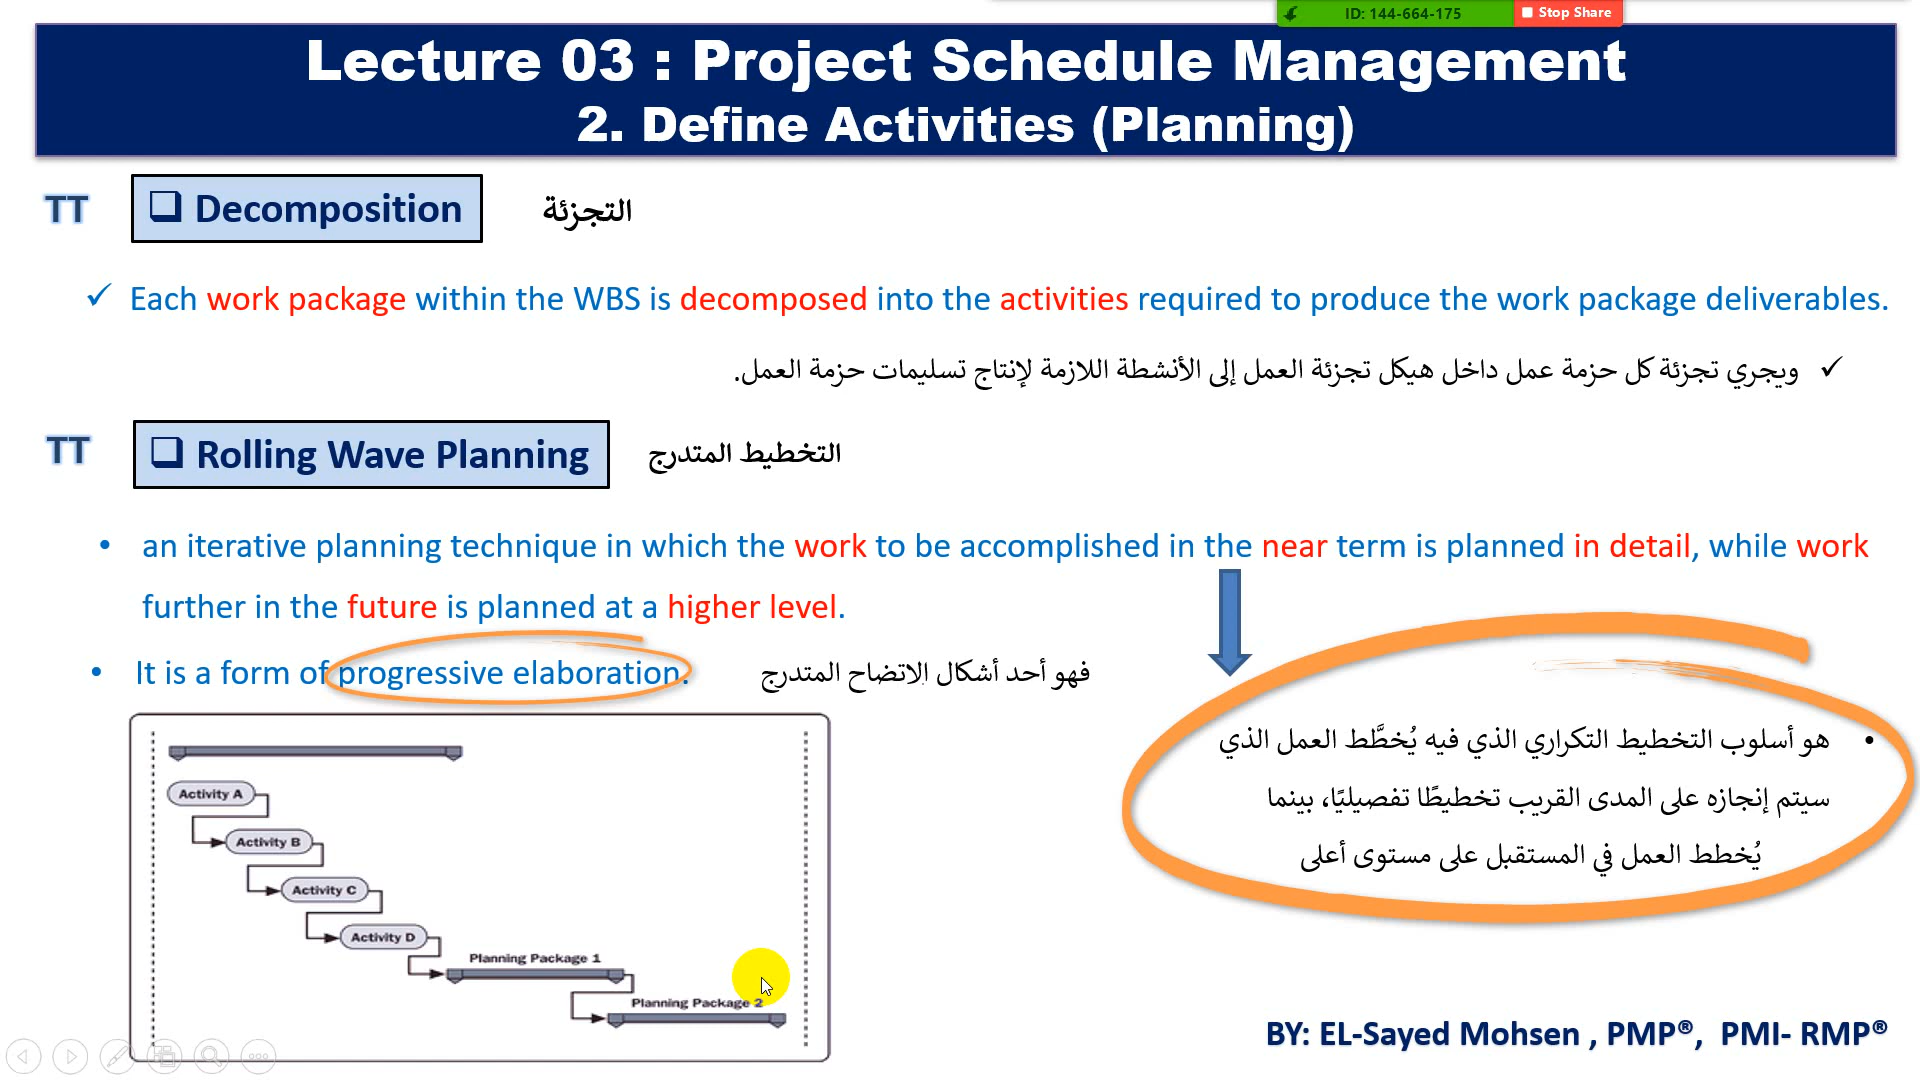 ID: 144-664-175
Stop Share
Lecture 03 : Project Schedule Management
2. Define Activities (Planning)
TT
❑ Decomposition
التجزئة
✓ Each work package within the WBS is decomposed into the activities required to produce the work package deliverables.
✓ ويجري تجزئة كل حزمة عمل داخل هيكل تجزئة العمل إلى الأنشطة اللازمة لإنتاج تسليمات حزمة العمل.
TT
❑ Rolling Wave Planning
التخطيط المتدرج
• an iterative planning technique in which the work to be accomplished in the near term is planned in detail, while work
further in the future is planned at a higher level.
• It is a form of progressive elaboration.
فهو أحد أشكال الاتضاح المتدرج
• هو أسلوب التخطيط التكراري الذي فيه يُخطَّط العمل الذي
سيتم إنجازه على المدى القريب تخطيطًا تفصيليًا، بينما
يُخطط العمل في المستقبل على مستوى أعلى
Activity A
Activity B
Activity C
Activity D
Planning Package 1
Planning Package 2
BY: EL-Sayed Mohsen , PMP®, PMI- RMP®